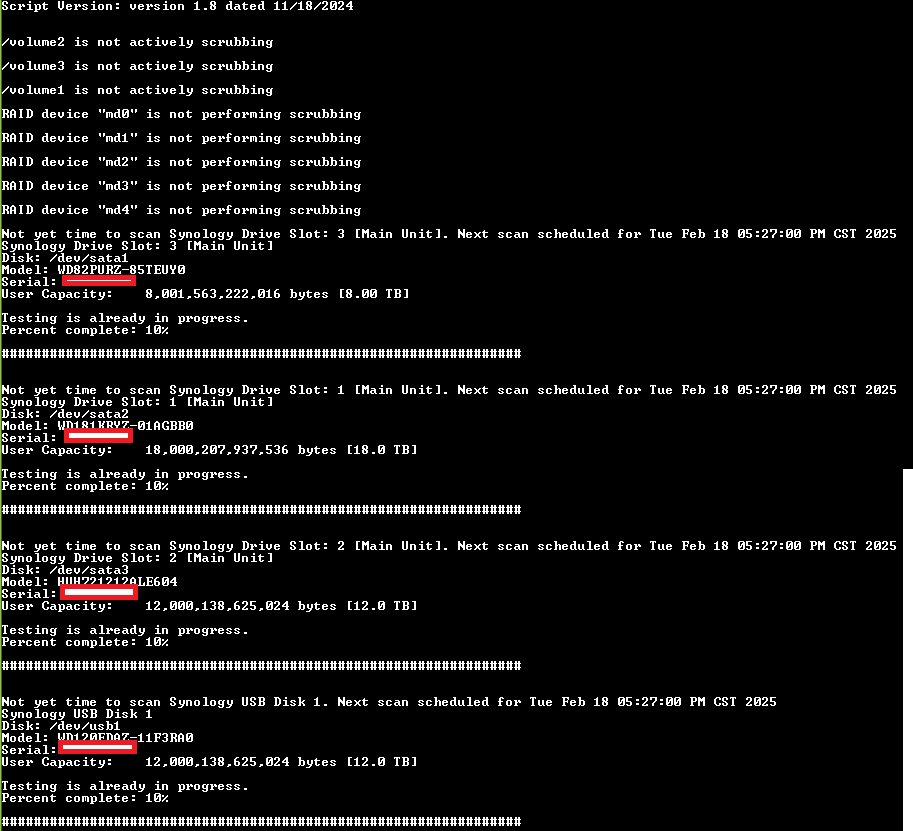 Script Version: version 1.8 dated 11/18/2024
/volume2 is not actively scrubbing
/volume3 is not actively scrubbing
/volume1 is not actively scrubbing
RAID device "md0" is not performing scrubbing
RAID device "md1" is not performing scrubbing
RAID device "md2" is not performing scrubbing
RAID device "md3" is not performing scrubbing
RAID device "md4" is not performing scrubbing
Not yet time to scan Synology Drive Slot: 3 [Main Unit]. Next scan scheduled for Tue Feb 18 05:27:00 PM CST 2025
Synology Drive Slot: 3 [Main Unit]
Disk: /dev/sata1
Model: WD82PURZ-85TEUY0
Serial:
User Capacity:    8,001,563,222,016 bytes [8.00 TB]
Testing is already in progress.
Percent complete: 10%
#################################################################
Not yet time to scan Synology Drive Slot: 1 [Main Unit]. Next scan scheduled for Tue Feb 18 05:27:00 PM CST 2025
Synology Drive Slot: 1 [Main Unit]
Disk: /dev/sata2
Model: WD181KRYZ-01AGBB0
Serial:
User Capacity:    18,000,207,937,536 bytes [18.0 TB]
Testing is already in progress.
Percent complete: 10%
#################################################################
Not yet time to scan Synology Drive Slot: 2 [Main Unit]. Next scan scheduled for Tue Feb 18 05:27:00 PM CST 2025
Synology Drive Slot: 2 [Main Unit]
Disk: /dev/sata3
Model: HUH721212ALE604
Serial:
User Capacity:    12,000,138,625,024 bytes [12.0 TB]
Testing is already in progress.
Percent complete: 10%
#################################################################
Not yet time to scan Synology USB Disk 1. Next scan scheduled for Tue Feb 18 05:27:00 PM CST 2025
Synology USB Disk 1
Disk: /dev/usb1
Model: WD120EDAZ-11F3RA0
Serial:
User Capacity:    12,000,138,625,024 bytes [12.0 TB]
Testing is already in progress.
Percent complete: 10%
#################################################################